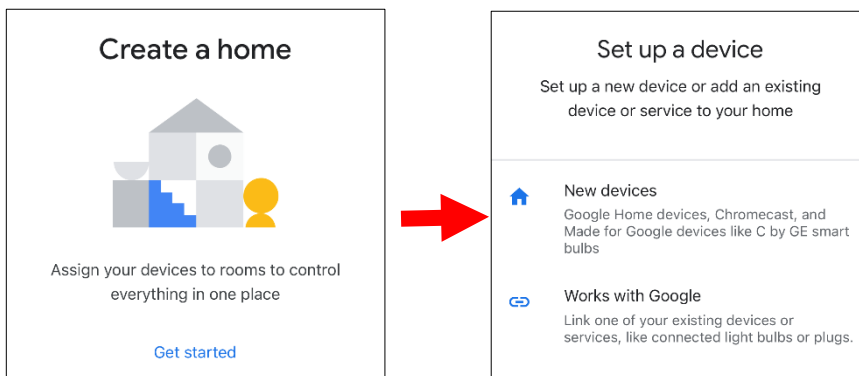 Create a home
Assign your devices to rooms to control
everything in one place
Get started
Set up a device
Set up a new device or add an existing
device or service to your home
New devices
Google Home devices, Chromecast, and
Made for Google devices like C by GE smart
bulbs
Works with Google
Link one of your existing devices or
services, like connected light bulbs or plugs.